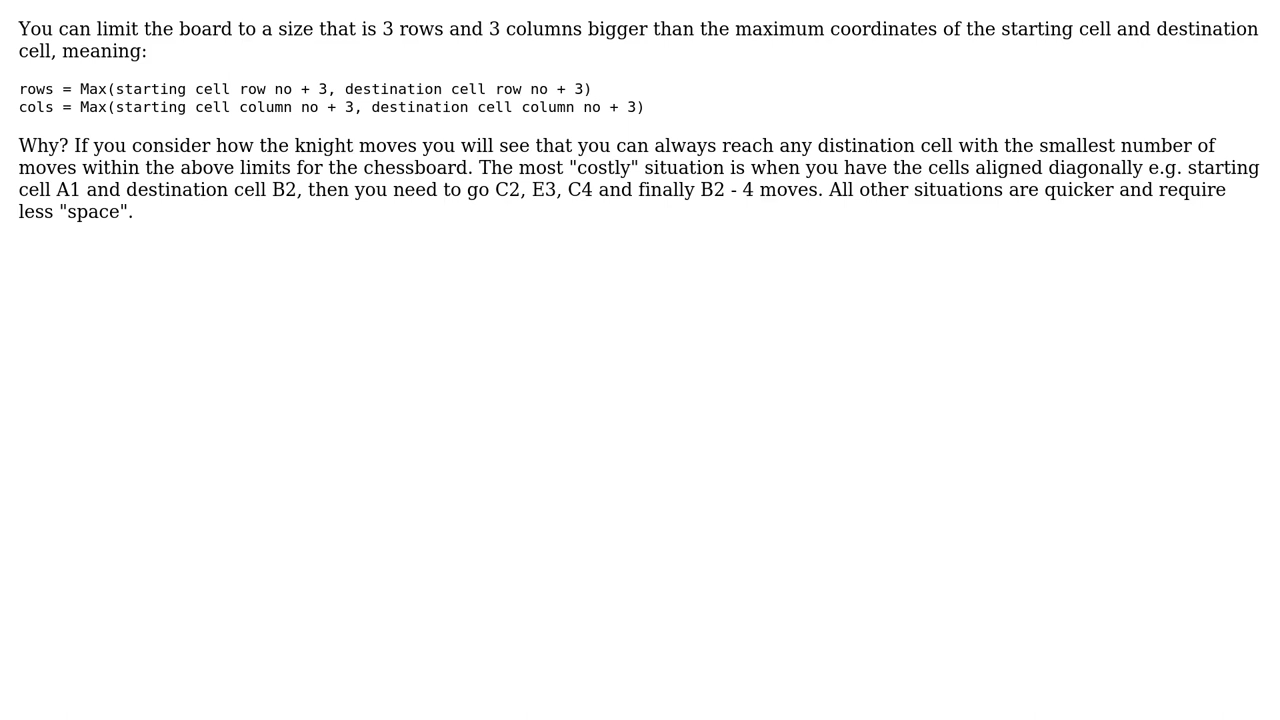 You can limit the board to a size that is 3 rows and 3 columns bigger than the maximum coordinates of the starting cell and destination
cell, meaning:
rows = Max(starting cell row no + 3, destination cell row no + 3)
cols = Max(starting cell column no + 3, destination cell column no + 3)
Why? If you consider how the knight moves you will see that you can always reach any distination cell with the smallest number of
moves within the above limits for the chessboard. The most "costly" situation is when you have the cells aligned diagonally e.g. starting
cell A1 and destination cell B2, then you need to go C2, E3, C4 and finally B2 - 4 moves. All other situations are quicker and require
less "space".